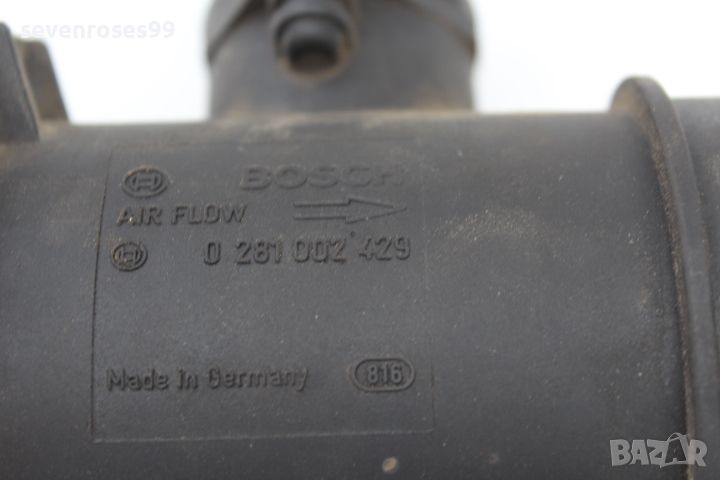 sevenroses99
BOSCH
AIR FLOW
0 281 002 429
Made in Germany 816
BAZAR